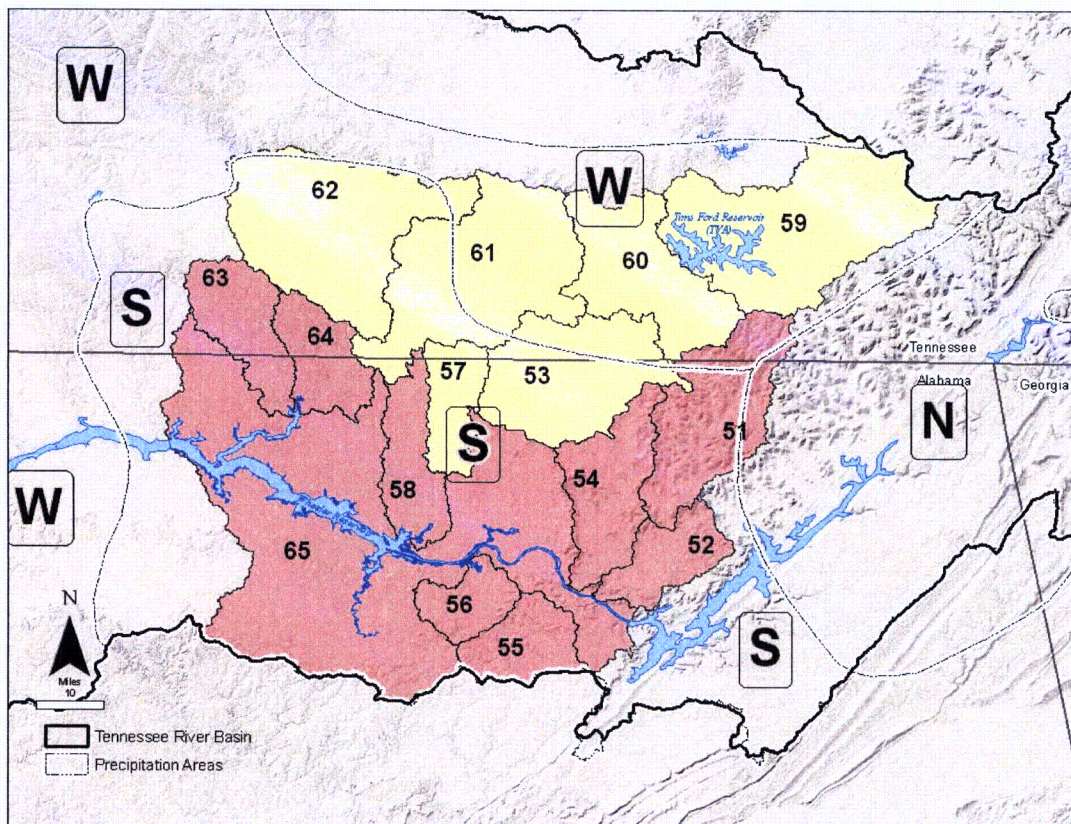 W
62
W
Tims Ford Reservoir
(TVA)
59
61
60
63
S
64
Tennessee
57
53
Alabama
Georgia
N
51
S
54
W
58
52
65
N
56
S
55
Miles
10
Tennessee River Basin
Precipitation Areas